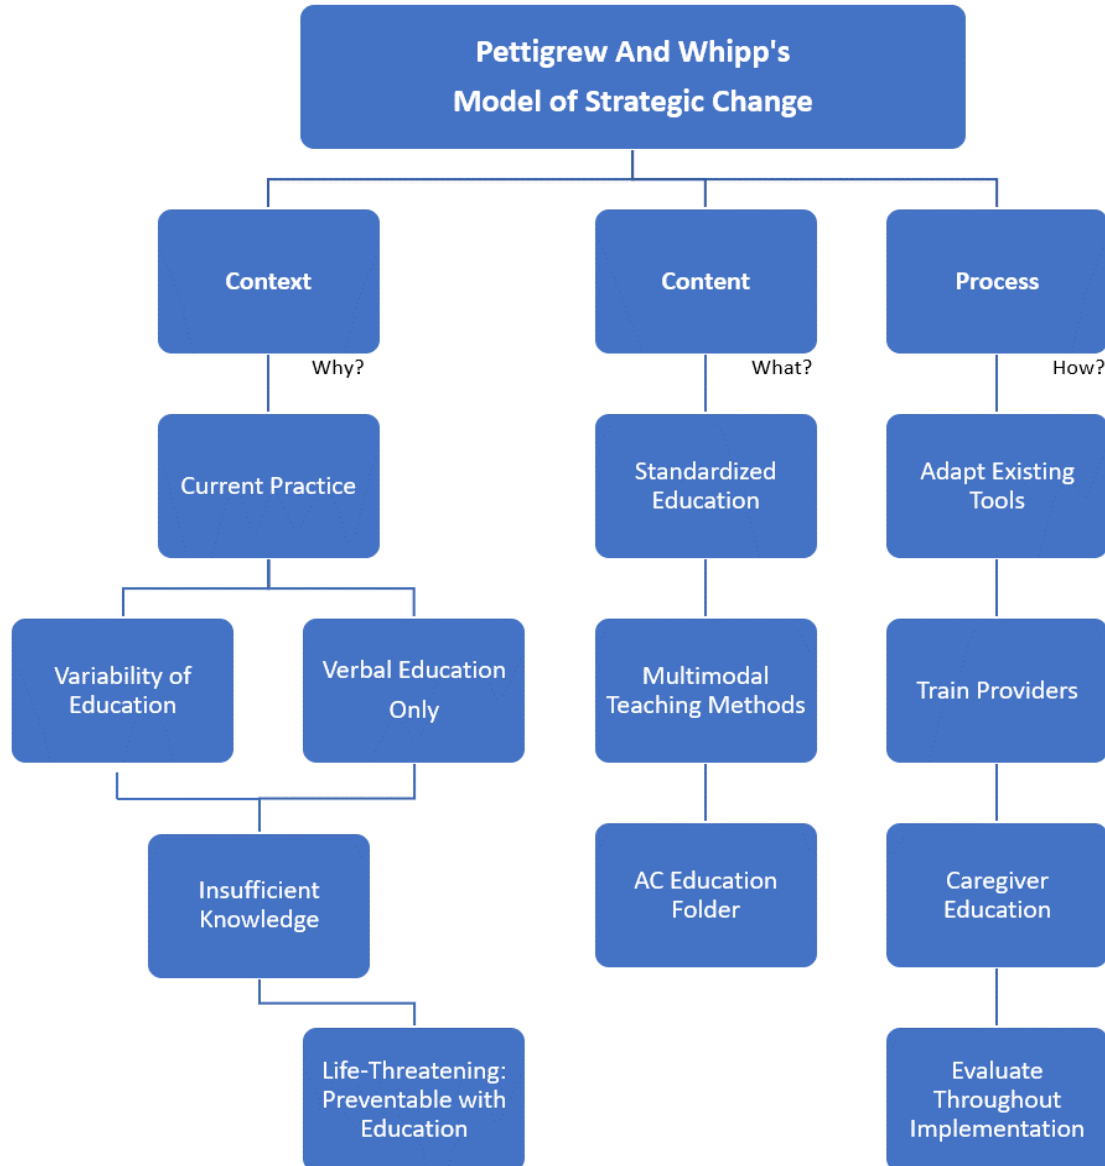 Pettigrew And Whipp's
Model of Strategic Change
Context
Content
Process
Why?
What?
How?
Current Practice
Standardized
Education
Adapt Existing
Tools
Variability of
Education
Verbal Education
Only
Multimodal
Teaching Methods
Train Providers
Insufficient
Knowledge
AC Education
Folder
Caregiver
Education
Life-Threatening:
Preventable with
Education
Evaluate
Throughout
Implementation